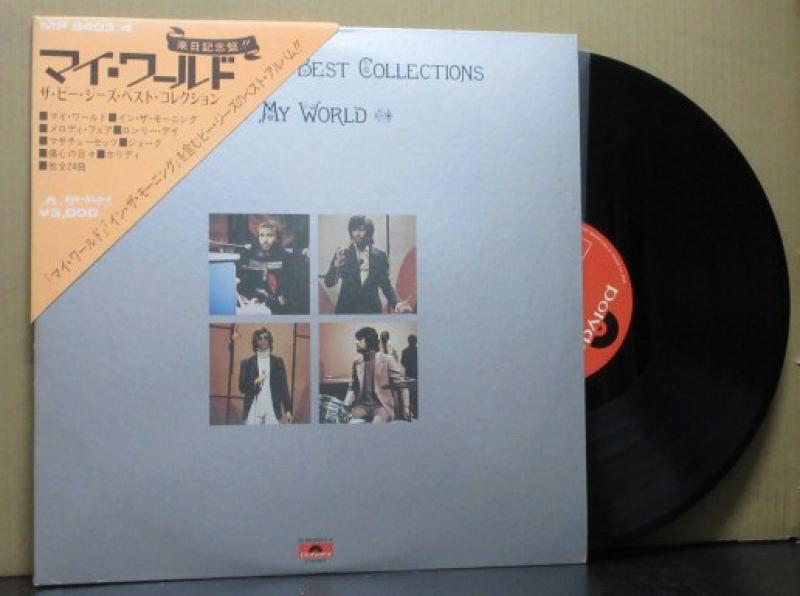 MP 9403/4
来日記念盤!!
マイ・ワールド
ザ・ビー・ジーズ・ベスト・コレクション
■マイ・ワールド■イン・ザ・モーニング
■メロディ・フェア■ロンリー・デイ
■マサチューセッツ■ジョーク
■傷心の日々■ホリディ
■他全24曲
¥3,000
『マイ・ワールド』『イン・ザ・モーニング』を含むビー・ジーズのベスト・アルバム!!
BEST COLLECTIONS
MY WORLD
Polydor